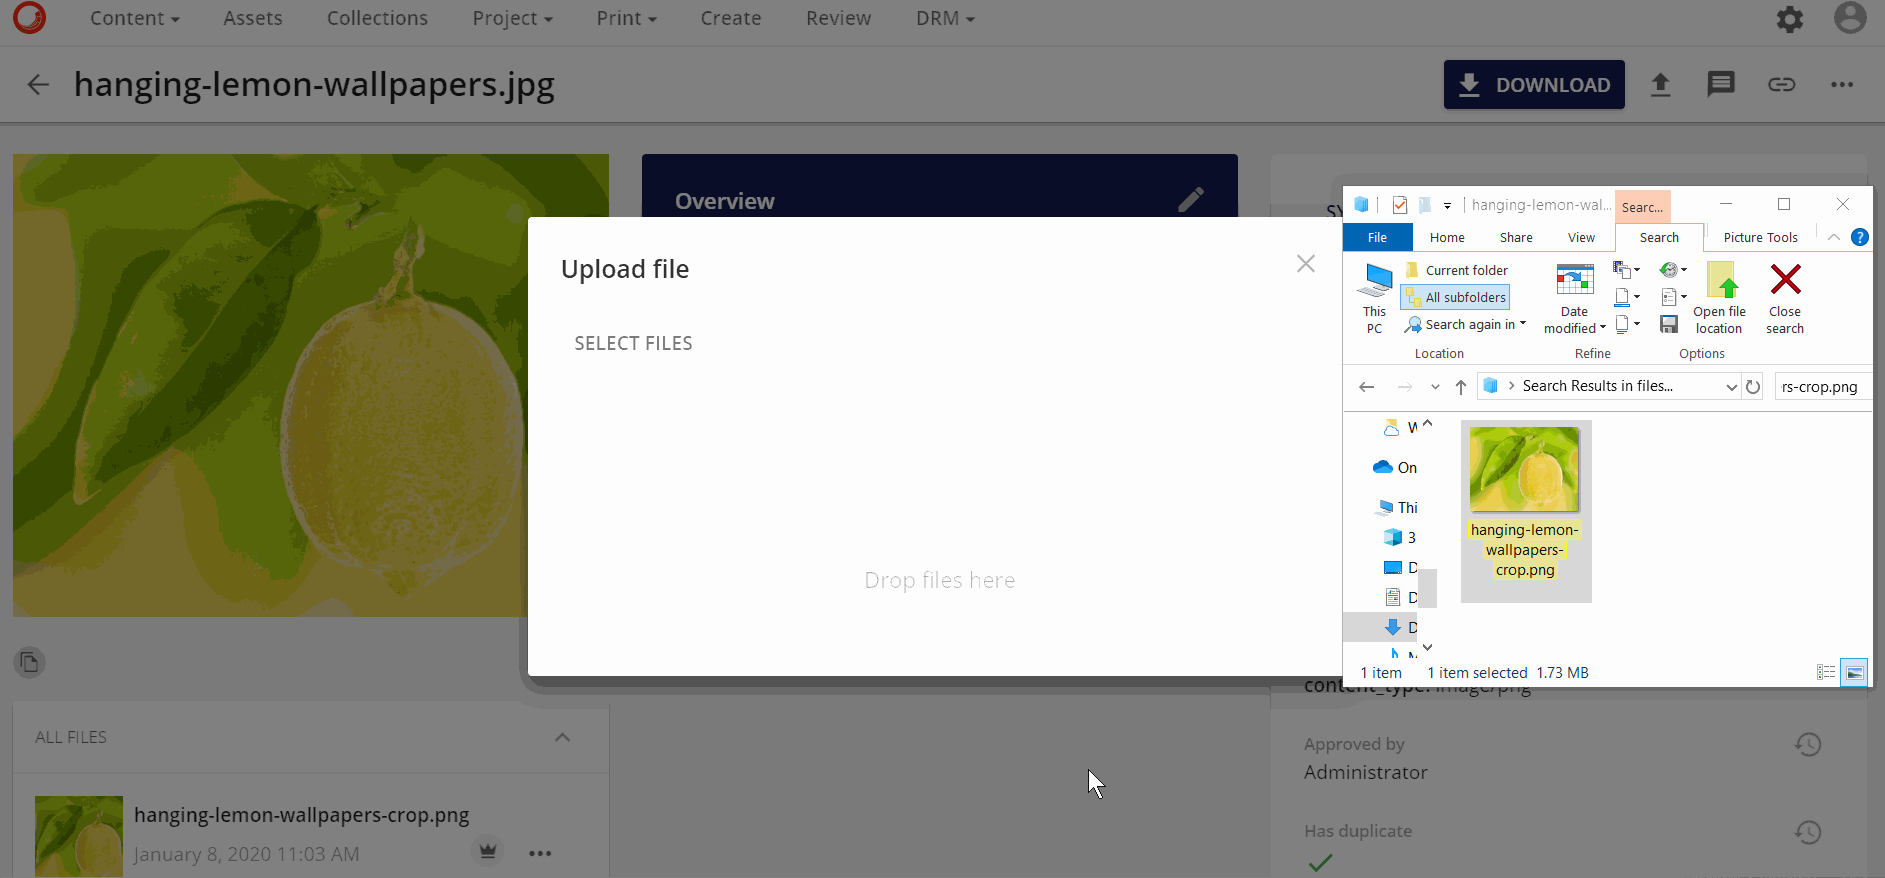 Content Assets Collections Project Print Create Review DRM
hanging-lemon-wallpapers.jpg
DOWNLOAD
Overview
Upload file
SELECT FILES
Drop files here
hanging-lemon-wal... Searc...
File Home Share View Search Picture Tools
This PC
Current folder
All subfolders
Search again in
Location
Date modified
Refine
Open file location
Close search
Options
Search Results in files...
rs-crop.png
W
On
Thi
3
D
D
D
hanging-lemon-
wallpapers-
crop.png
1 item 1 item selected 1.73 MB
content_type: image/png
Approved by
Administrator
Has duplicate
ALL FILES
hanging-lemon-wallpapers-crop.png
January 8, 2020 11:03 AM